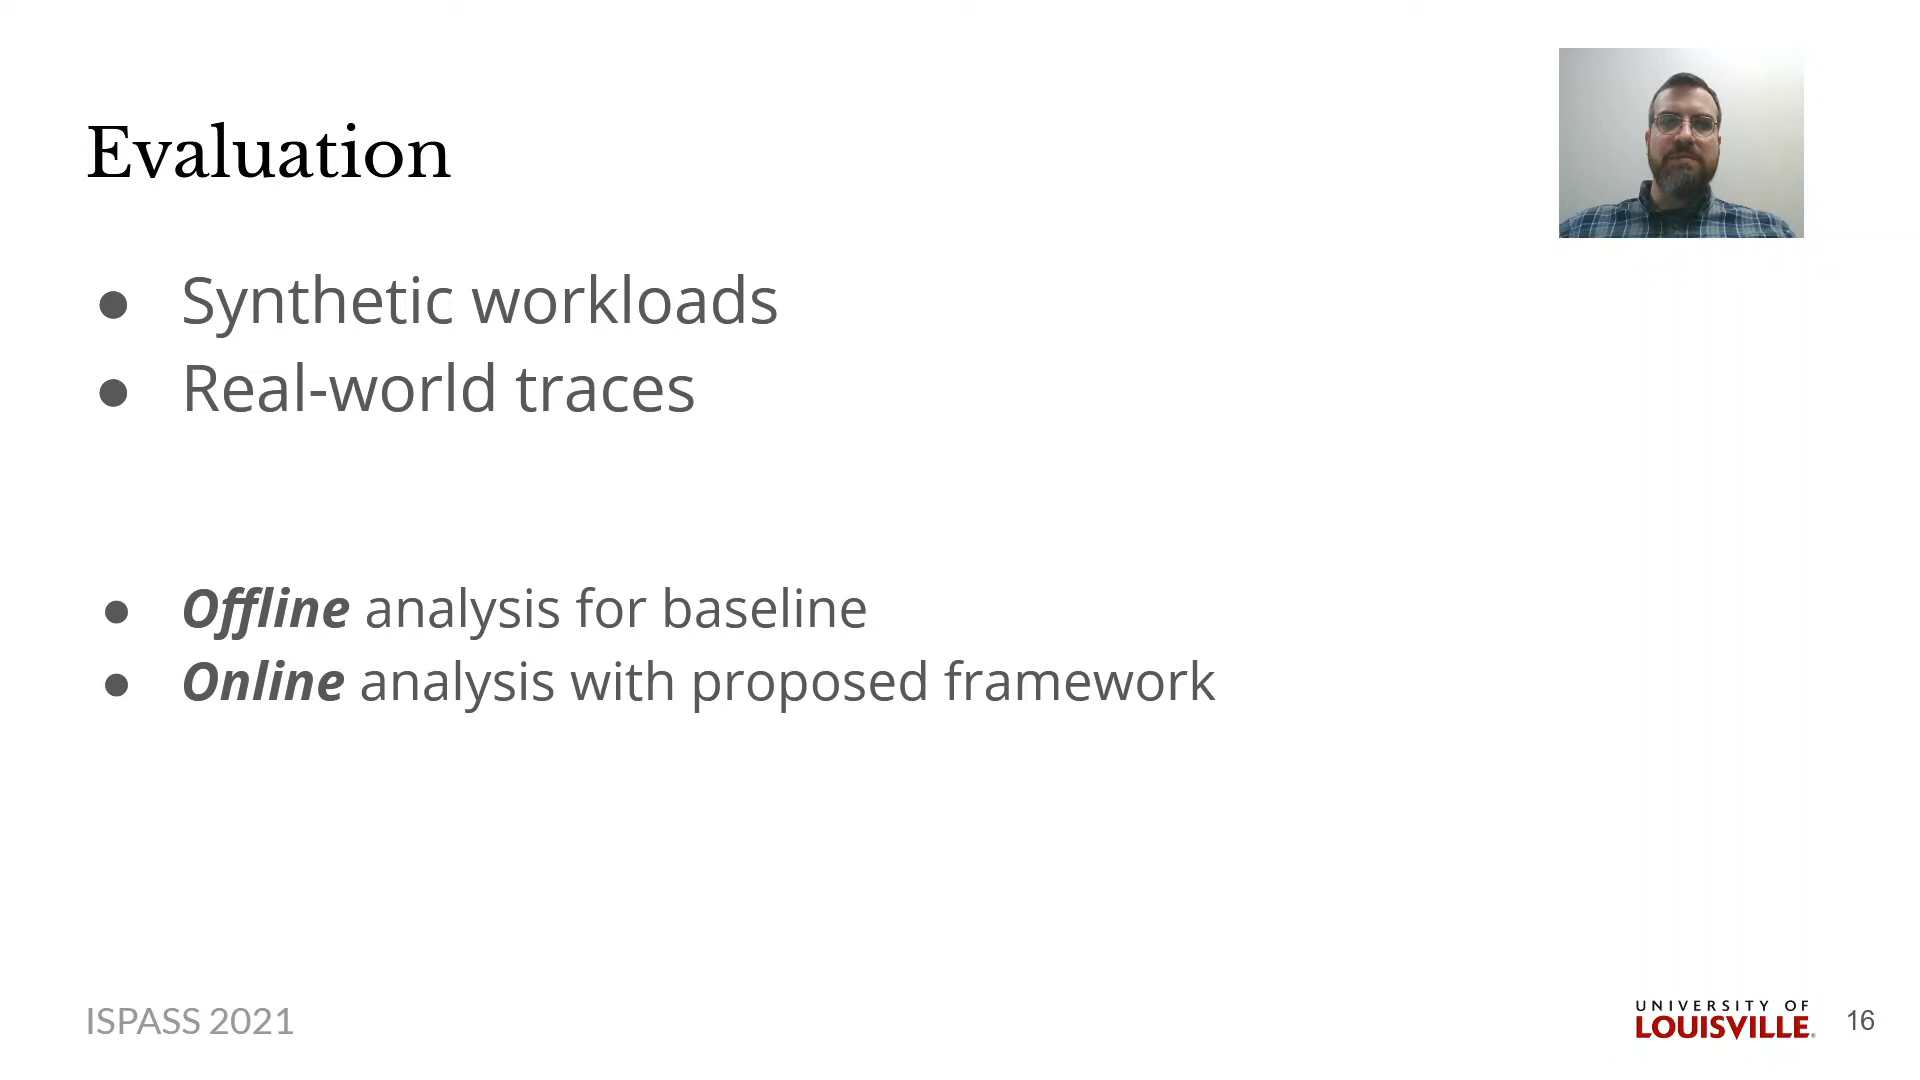 Evaluation
● Synthetic workloads
● Real-world traces
● Offline analysis for baseline
● Online analysis with proposed framework
ISPASS 2021
UNIVERSITY OF
LOUISVILLE
16